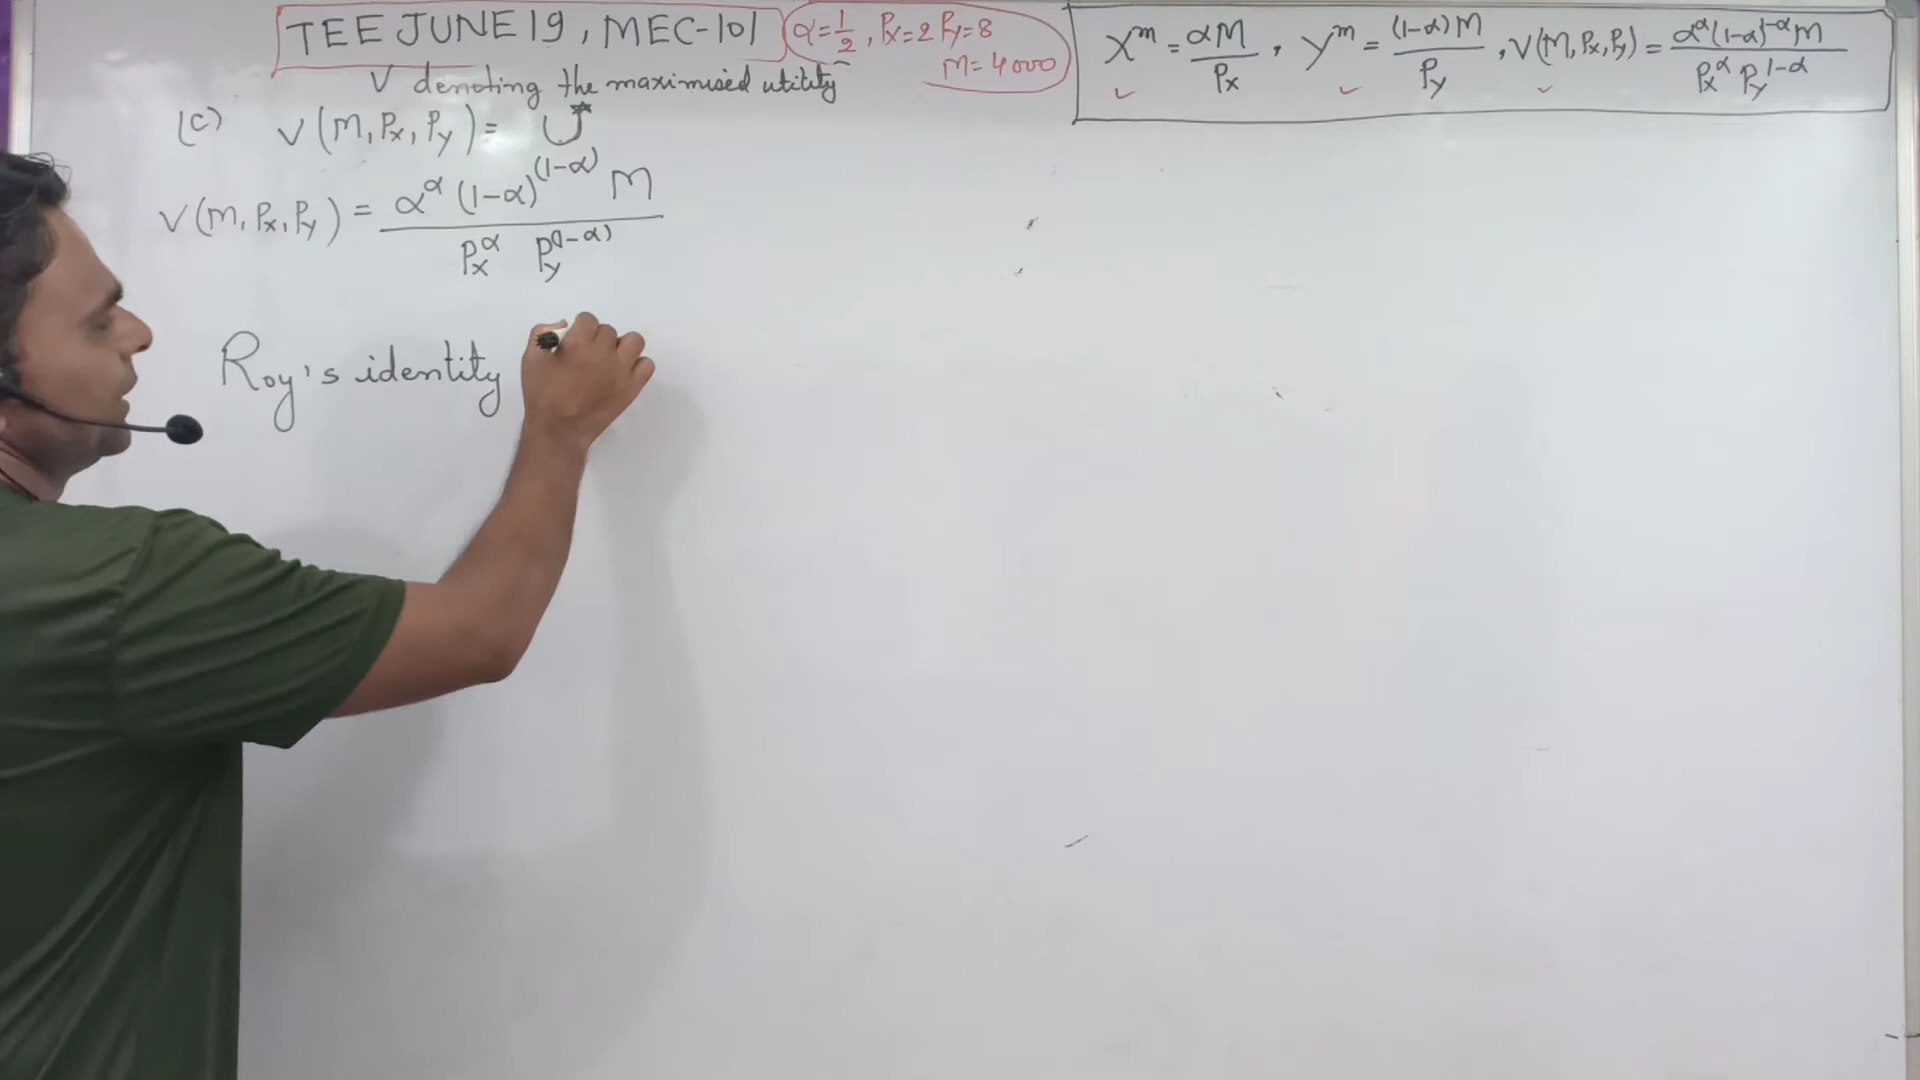 TEE JUNE 19, MEC-101
α=1/2, Px=2 Py=8
M=4000
V denoting the maximised utility
(C) V(M, Px, Py) = U*
V(M, Px, Py) = α^α (1-α)^(1-α) M / Px^α Py^(1-α)
Roy's identity
X^m = αM/Px, Y^m = (1-α)M/Py, V(M, Px, Py) = α^α (1-α)^1-α M / Px^α Py^1-α